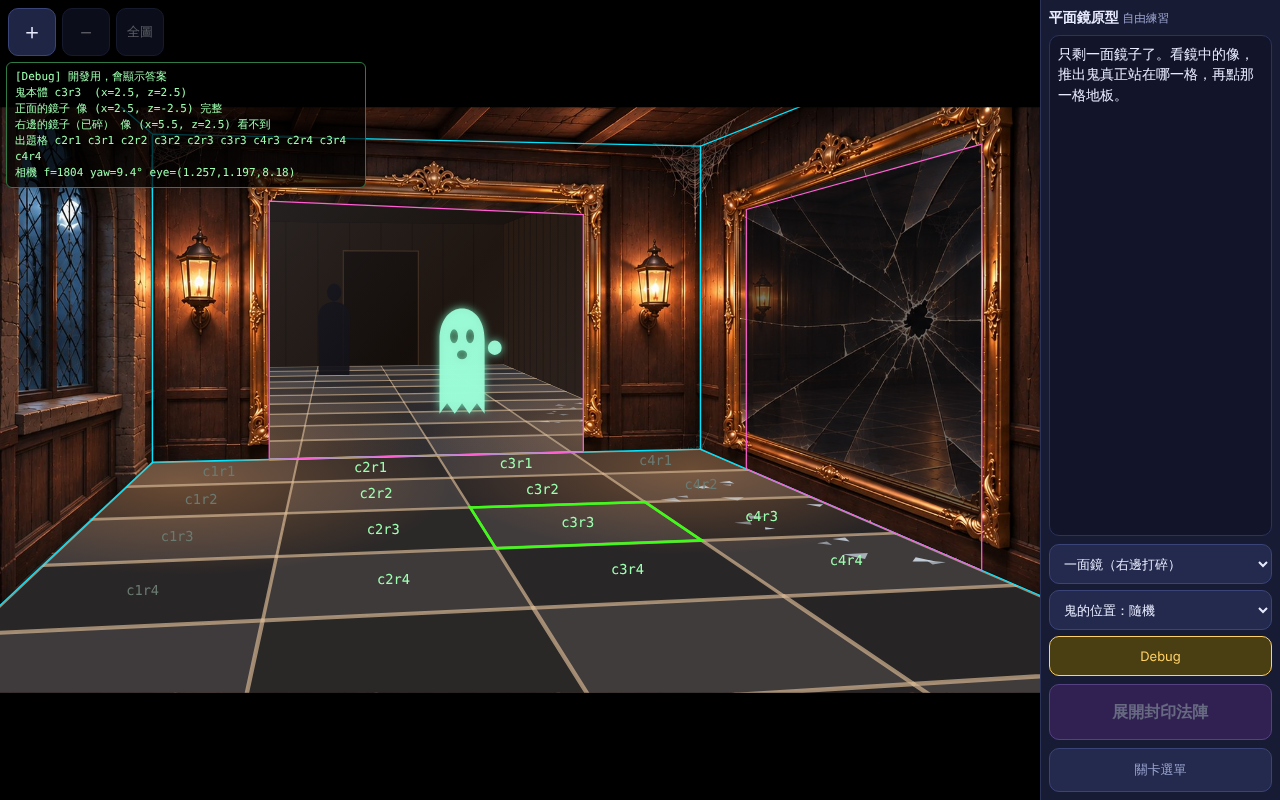 +
−
全圖
[Debug] 開發用，會顯示答案
鬼本體 c3r3 (x=2.5, z=2.5)
正面的鏡子 像 (x=2.5, z=-2.5) 完整
右邊的鏡子（已碎） 像 (x=5.5, z=2.5) 看不到
出題格 c2r1 c3r1 c2r2 c3r2 c2r3 c3r3 c4r3 c2r4 c3r4
c4r4
相機 f=1804 yaw=9.4° eye=(1.257,1.197,8.18)
c1r1
c2r1
c3r1
c4r1
c1r2
c2r2
c3r2
c4r2
c1r3
c2r3
c3r3
c4r3
c1r4
c2r4
c3r4
c4r4
平面鏡原型 自由練習
只剩一面鏡子了。看鏡中的像，
推出鬼真正站在哪一格，再點那
一格地板。
一面鏡（右邊打碎）
鬼的位置：隨機
Debug
展開封印法陣
關卡選單